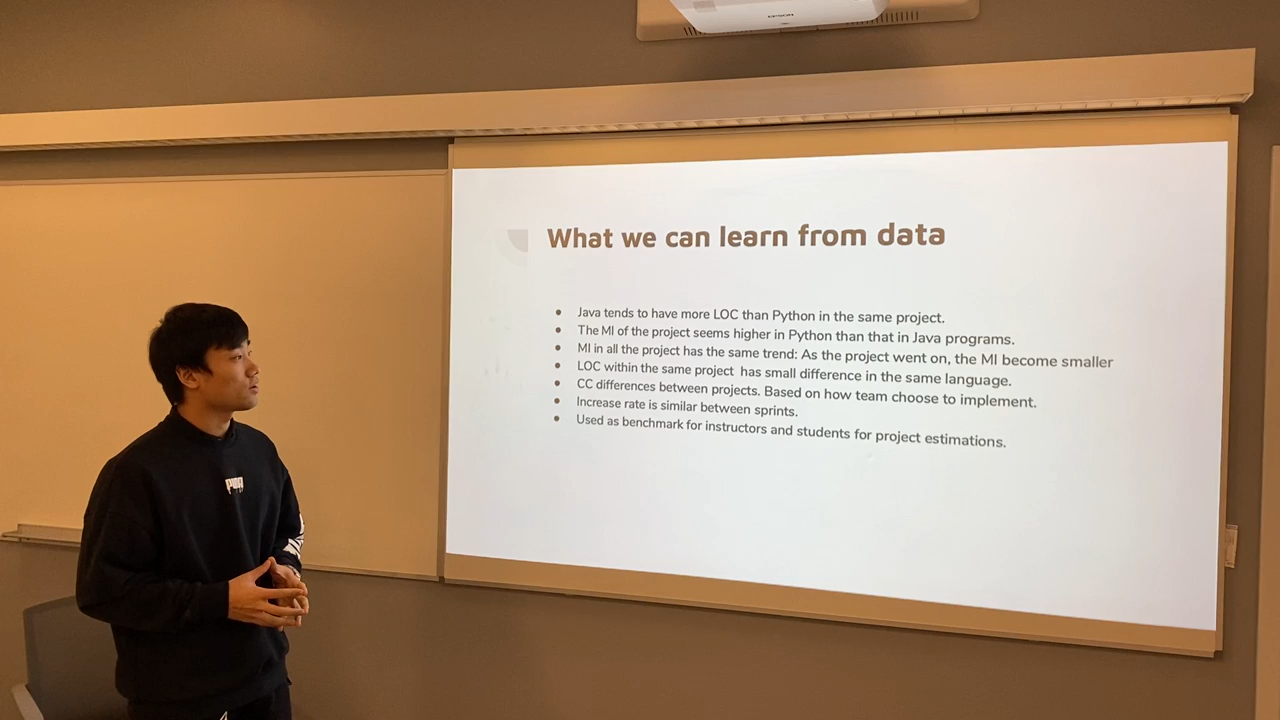 EPSON
What we can learn from data
● Java tends to have more LOC than Python in the same project.
● The MI of the project seems higher in Python than that in Java programs.
● MI in all the project has the same trend: As the project went on, the MI become smaller
● LOC within the same project has small difference in the same language.
● CC differences between projects. Based on how team choose to implement.
● Increase rate is similar between sprints.
● Used as benchmark for instructors and students for project estimations.